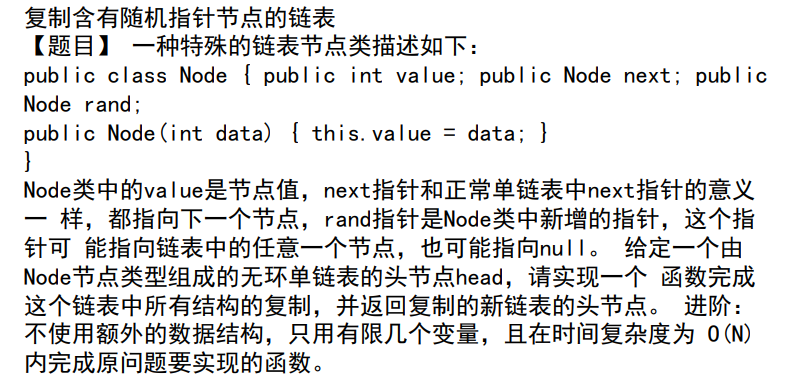 复制含有随机指针节点的链表
【题目】 一种特殊的链表节点类描述如下：
public class Node { public int value; public Node next; public
Node rand;
public Node(int data) { this.value = data; }
}
Node类中的value是节点值，next指针和正常单链表中next指针的意义
一 样，都指向下一个节点，rand指针是Node类中新增的指针，这个指
针可 能指向链表中的任意一个节点，也可能指向null。 给定一个由
Node节点类型组成的无环单链表的头节点head，请实现一个 函数完成
这个链表中所有结构的复制，并返回复制的新链表的头节点。 进阶：
不使用额外的数据结构，只用有限几个变量，且在时间复杂度为 O(N)
内完成原问题要实现的函数。